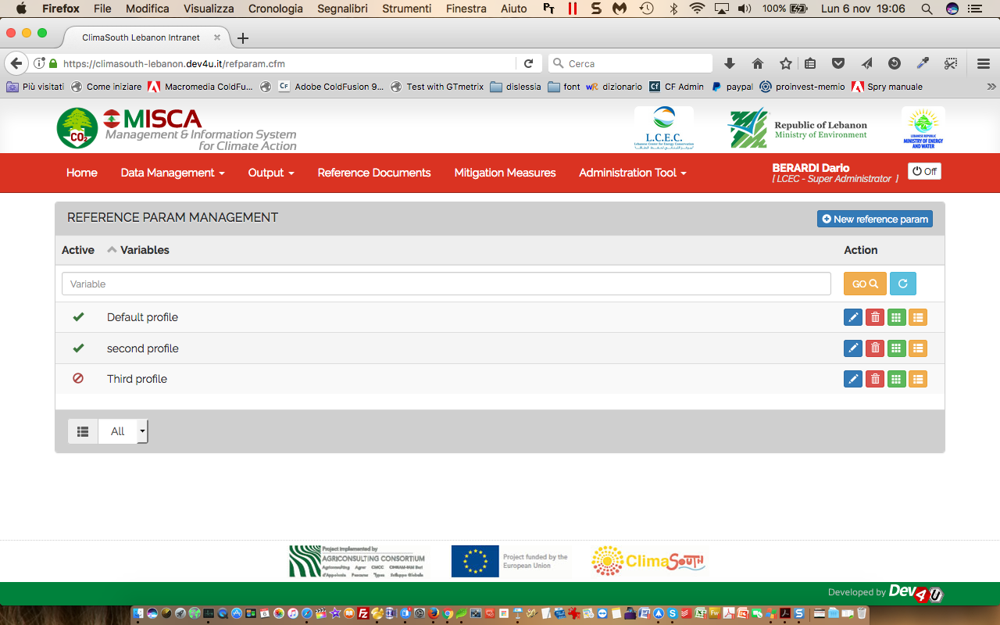 Firefox File Modifica Visualizza Cronologia Segnalibri Strumenti Finestra Aiuto 100% Lun 6 nov 19:06
ClimaSouth Lebanon Intranet
https://climasouth-lebanon.dev4u.it/refparam.cfm Cerca
Più visitati Come iniziare Macromedia ColdFu... Adobe ColdFusion 9... Test with GTmetrix dislessia font dizionario CF Admin paypal proinvest-memio Spry manuale
CO2 MISCA
Management & Information System
for Climate Action
L.C.E.C.
Lebanese Center for Energy Conservation
Republic of Lebanon
Ministry of Environment
LEBANESE REPUBLIC
MINISTRY OF ENERGY
AND WATER
Home Data Management Output Reference Documents Mitigation Measures Administration Tool
BERARDI Dario
[ LCEC - Super Administrator ]
Off
REFERENCE PARAM MANAGEMENT New reference param
Active Variables Action
Variable GO
Default profile
second profile
Third profile
All
Project implemented by
AGRICONSULTING CONSORTIUM
Project funded by the
European Union
ClimaSouth
Developed by Dev4U